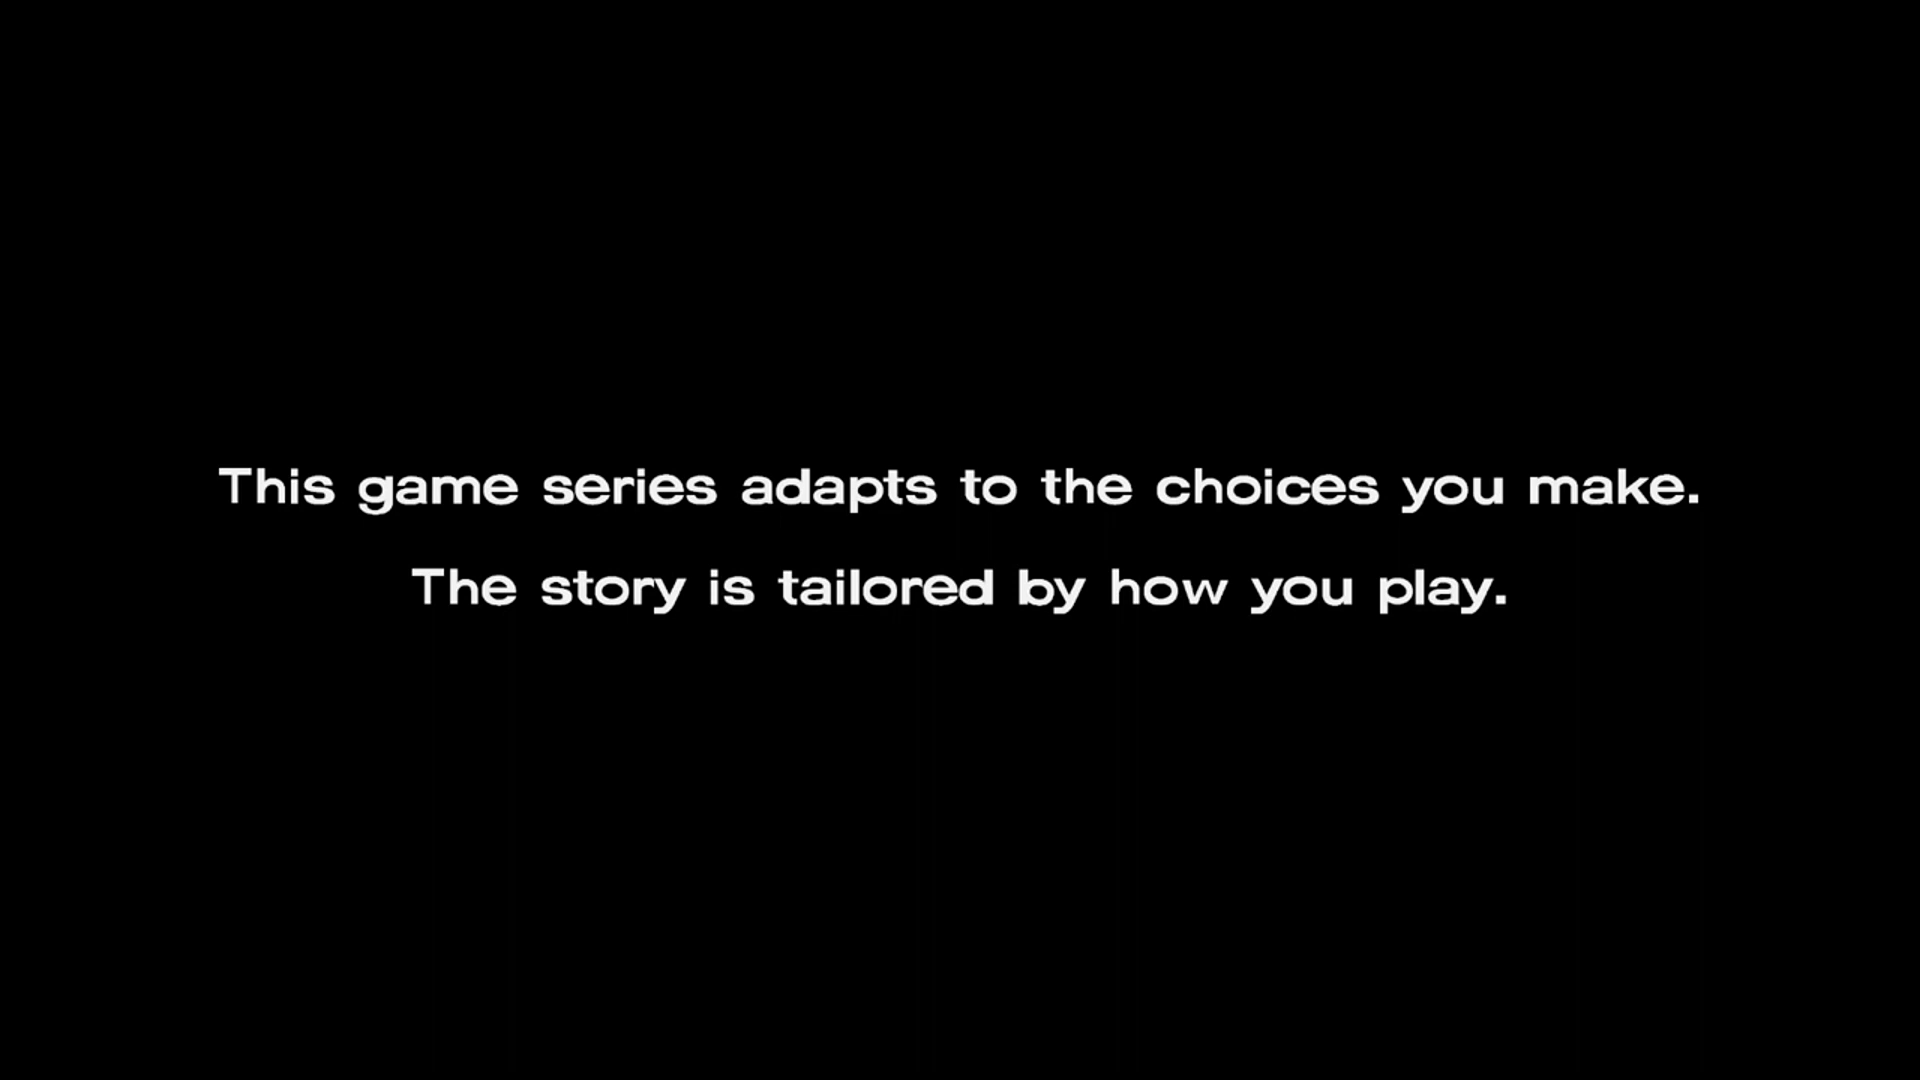 This game series adapts to the choices you make.
The story is tailored by how you play.